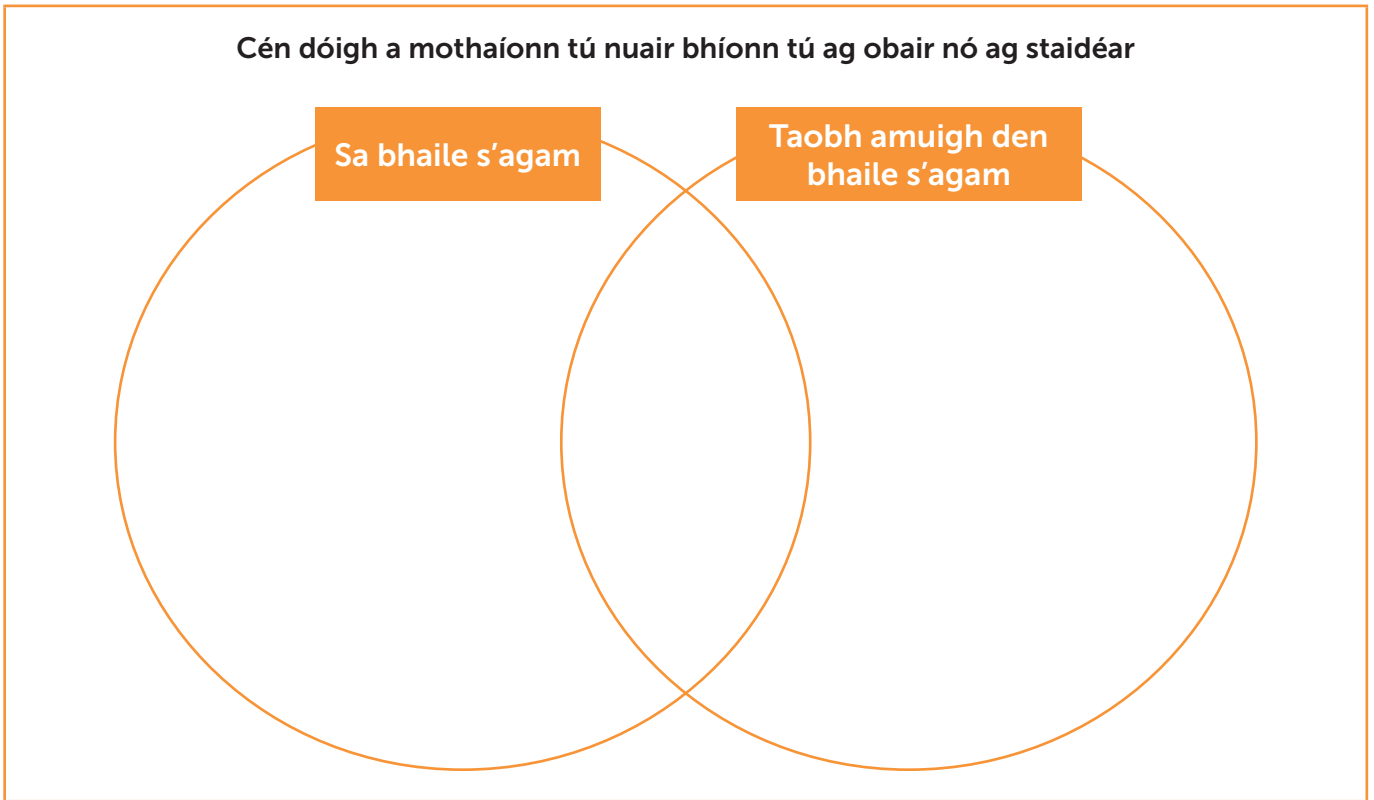 Cén dóigh a mothaíonn tú nuair bhíonn tú ag obair nó ag staidéar
Sa bhaile s’agam
Taobh amuigh den
bhaile s’agam